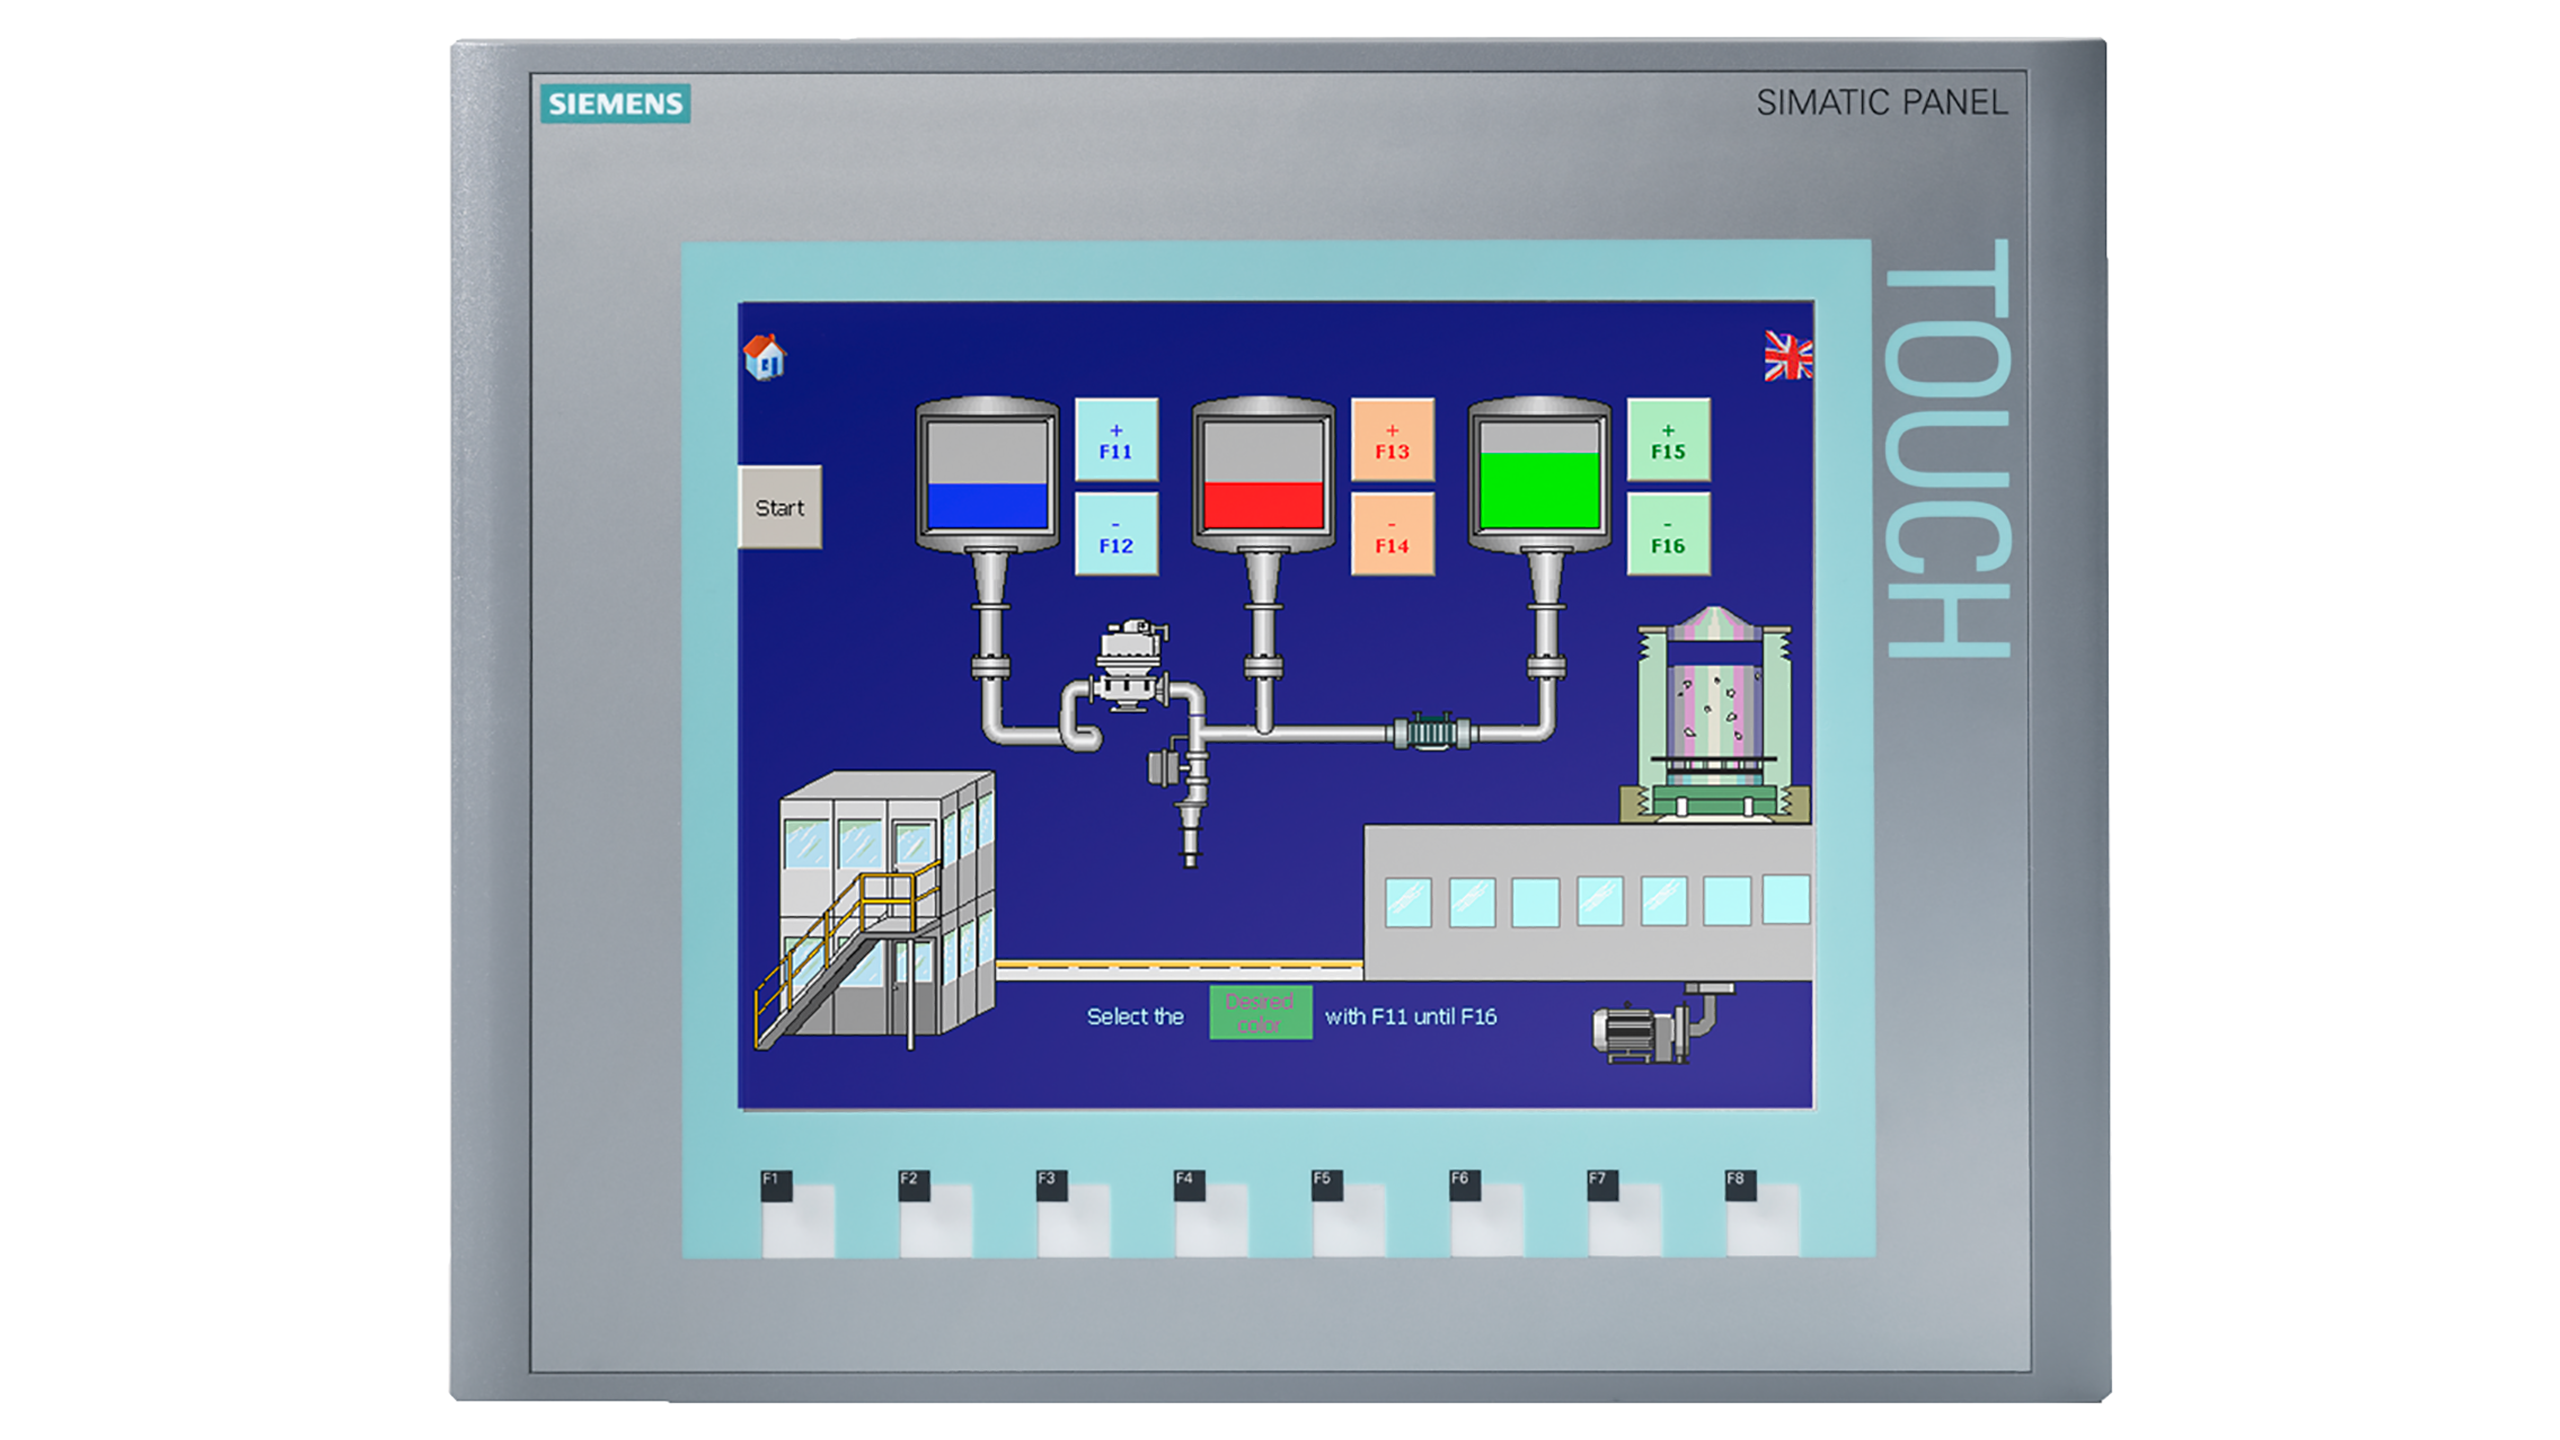 SIEMENS
SIMATIC PANEL
TOUCH
+
F11
+
F13
+
F15
Start
-
F12
-
F14
-
F16
Select the
Desired
color
with F11 until F16
F1
F2
F3
F4
F5
F6
F7
F8